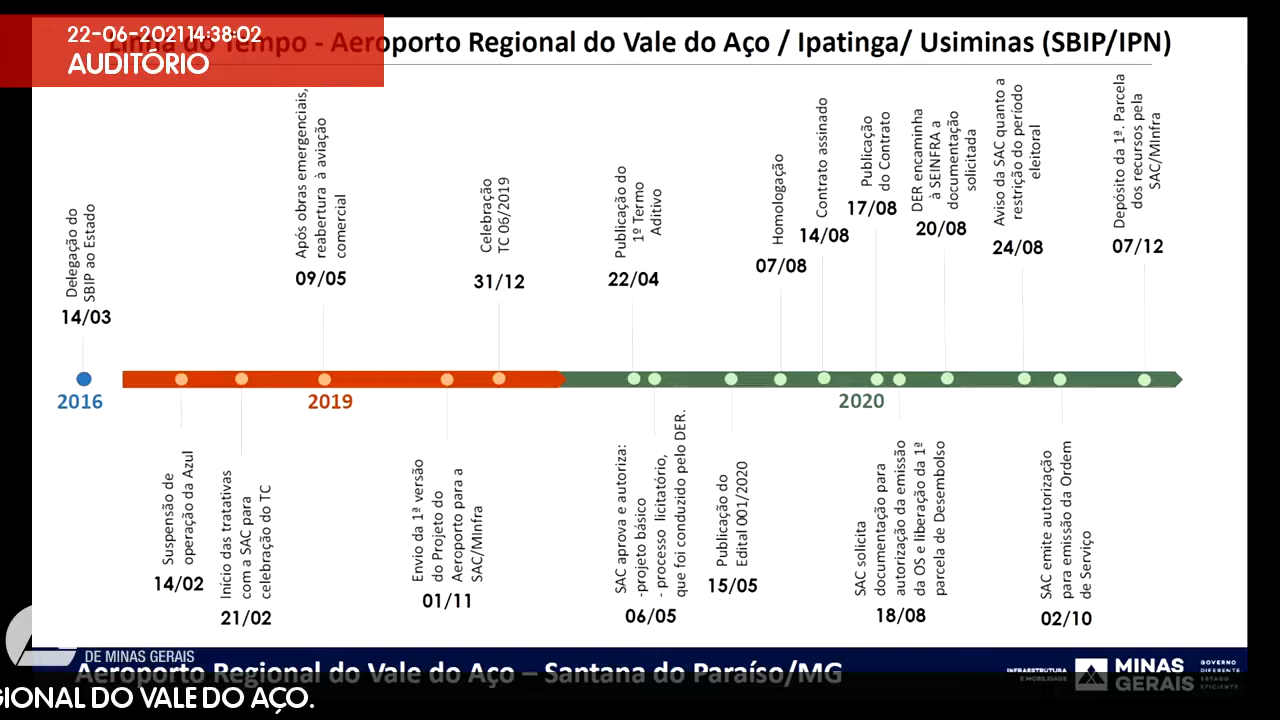 22-06-2021 14:38:02
AUDITÓRIO
Linha do Tempo - Aeroporto Regional do Vale do Aço / Ipatinga/ Usiminas (SBIP/IPN)
Delegação do
SBIP ao Estado
14/03
Após obras emergenciais,
reabertura à aviação
comercial
09/05
Celebração
TC 06/2019
31/12
Publicação do
1º Termo
Aditivo
22/04
Homologação
07/08
Contrato assinado
14/08
Publicação
do Contrato
17/08
DER encaminha
à SEINFRA a
documentação
solicitada
20/08
Aviso da SAC quanto a
restrição do período
eleitoral
24/08
Depósito da 1ª. Parcela
dos recursos pela
SAC/MInfra
07/12
2016
2019
2020
Suspensão de
operação da Azul
14/02
Início das tratativas
com a SAC para
celebração do TC
21/02
Envio da 1ª versão
do Projeto do
Aeroporto para a
SAC/MInfra
01/11
SAC aprova e autoriza:
-projeto básico
- processo licitatório,
que foi conduzido pelo DER.
06/05
Publicação do
Edital 001/2020
15/05
SAC solicita
documentação para
autorização da emissão
da OS e liberação da 1ª
parcela de Desembolso
18/08
SAC emite autorização
para emissão da Ordem
de Serviço
02/10
DE MINAS GERAIS
Aeroporto Regional do Vale do Aço – Santana do Paraíso/MG
INFRAESTRUTURA
E MOBILIDADE
MINAS
GERAIS
GOVERNO
DIFERENTE.
ESTADO
EFICIENTE.
GIONAL DO VALE DO AÇO.